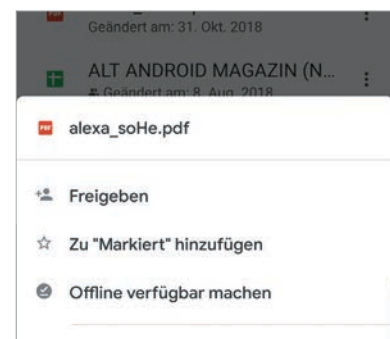 Geändert am: 31. Okt. 2018
ALT ANDROID MAGAZIN (N...
Geändert am: 8. Aug. 2018
PDF
alexa_soHe.pdf
Freigeben
Zu "Markiert" hinzufügen
Offline verfügbar machen